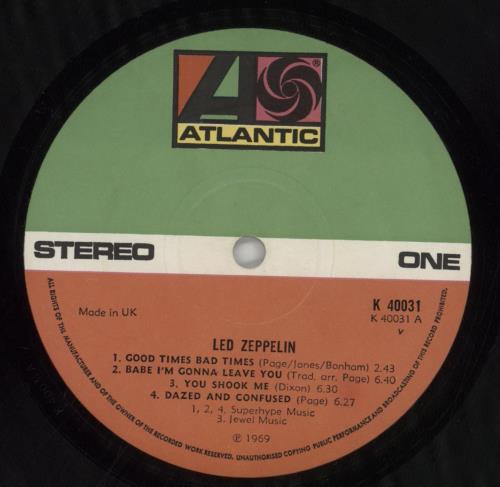 ATLANTIC
®
STEREO
ONE
Made in UK
K 40031
K 40031 A
v
LED ZEPPELIN
1. GOOD TIMES BAD TIMES (Page/Jones/Bonham) 2.43
2. BABE I'M GONNA LEAVE YOU (Trad, arr. Page) 6.40
3. YOU SHOOK ME (Dixon) 6.30
4. DAZED AND CONFUSED (Page) 6.27
1, 2, 4. Superhype Music
3. Jewel Music
℗ 1969
ALL RIGHTS OF THE MANUFACTURER AND OF THE OWNER OF THE RECORDED WORK RESERVED. UNAUTHORISED COPYING PUBLIC PERFORMANCE AND BROADCASTING OF THIS RECORD PROHIBITED.